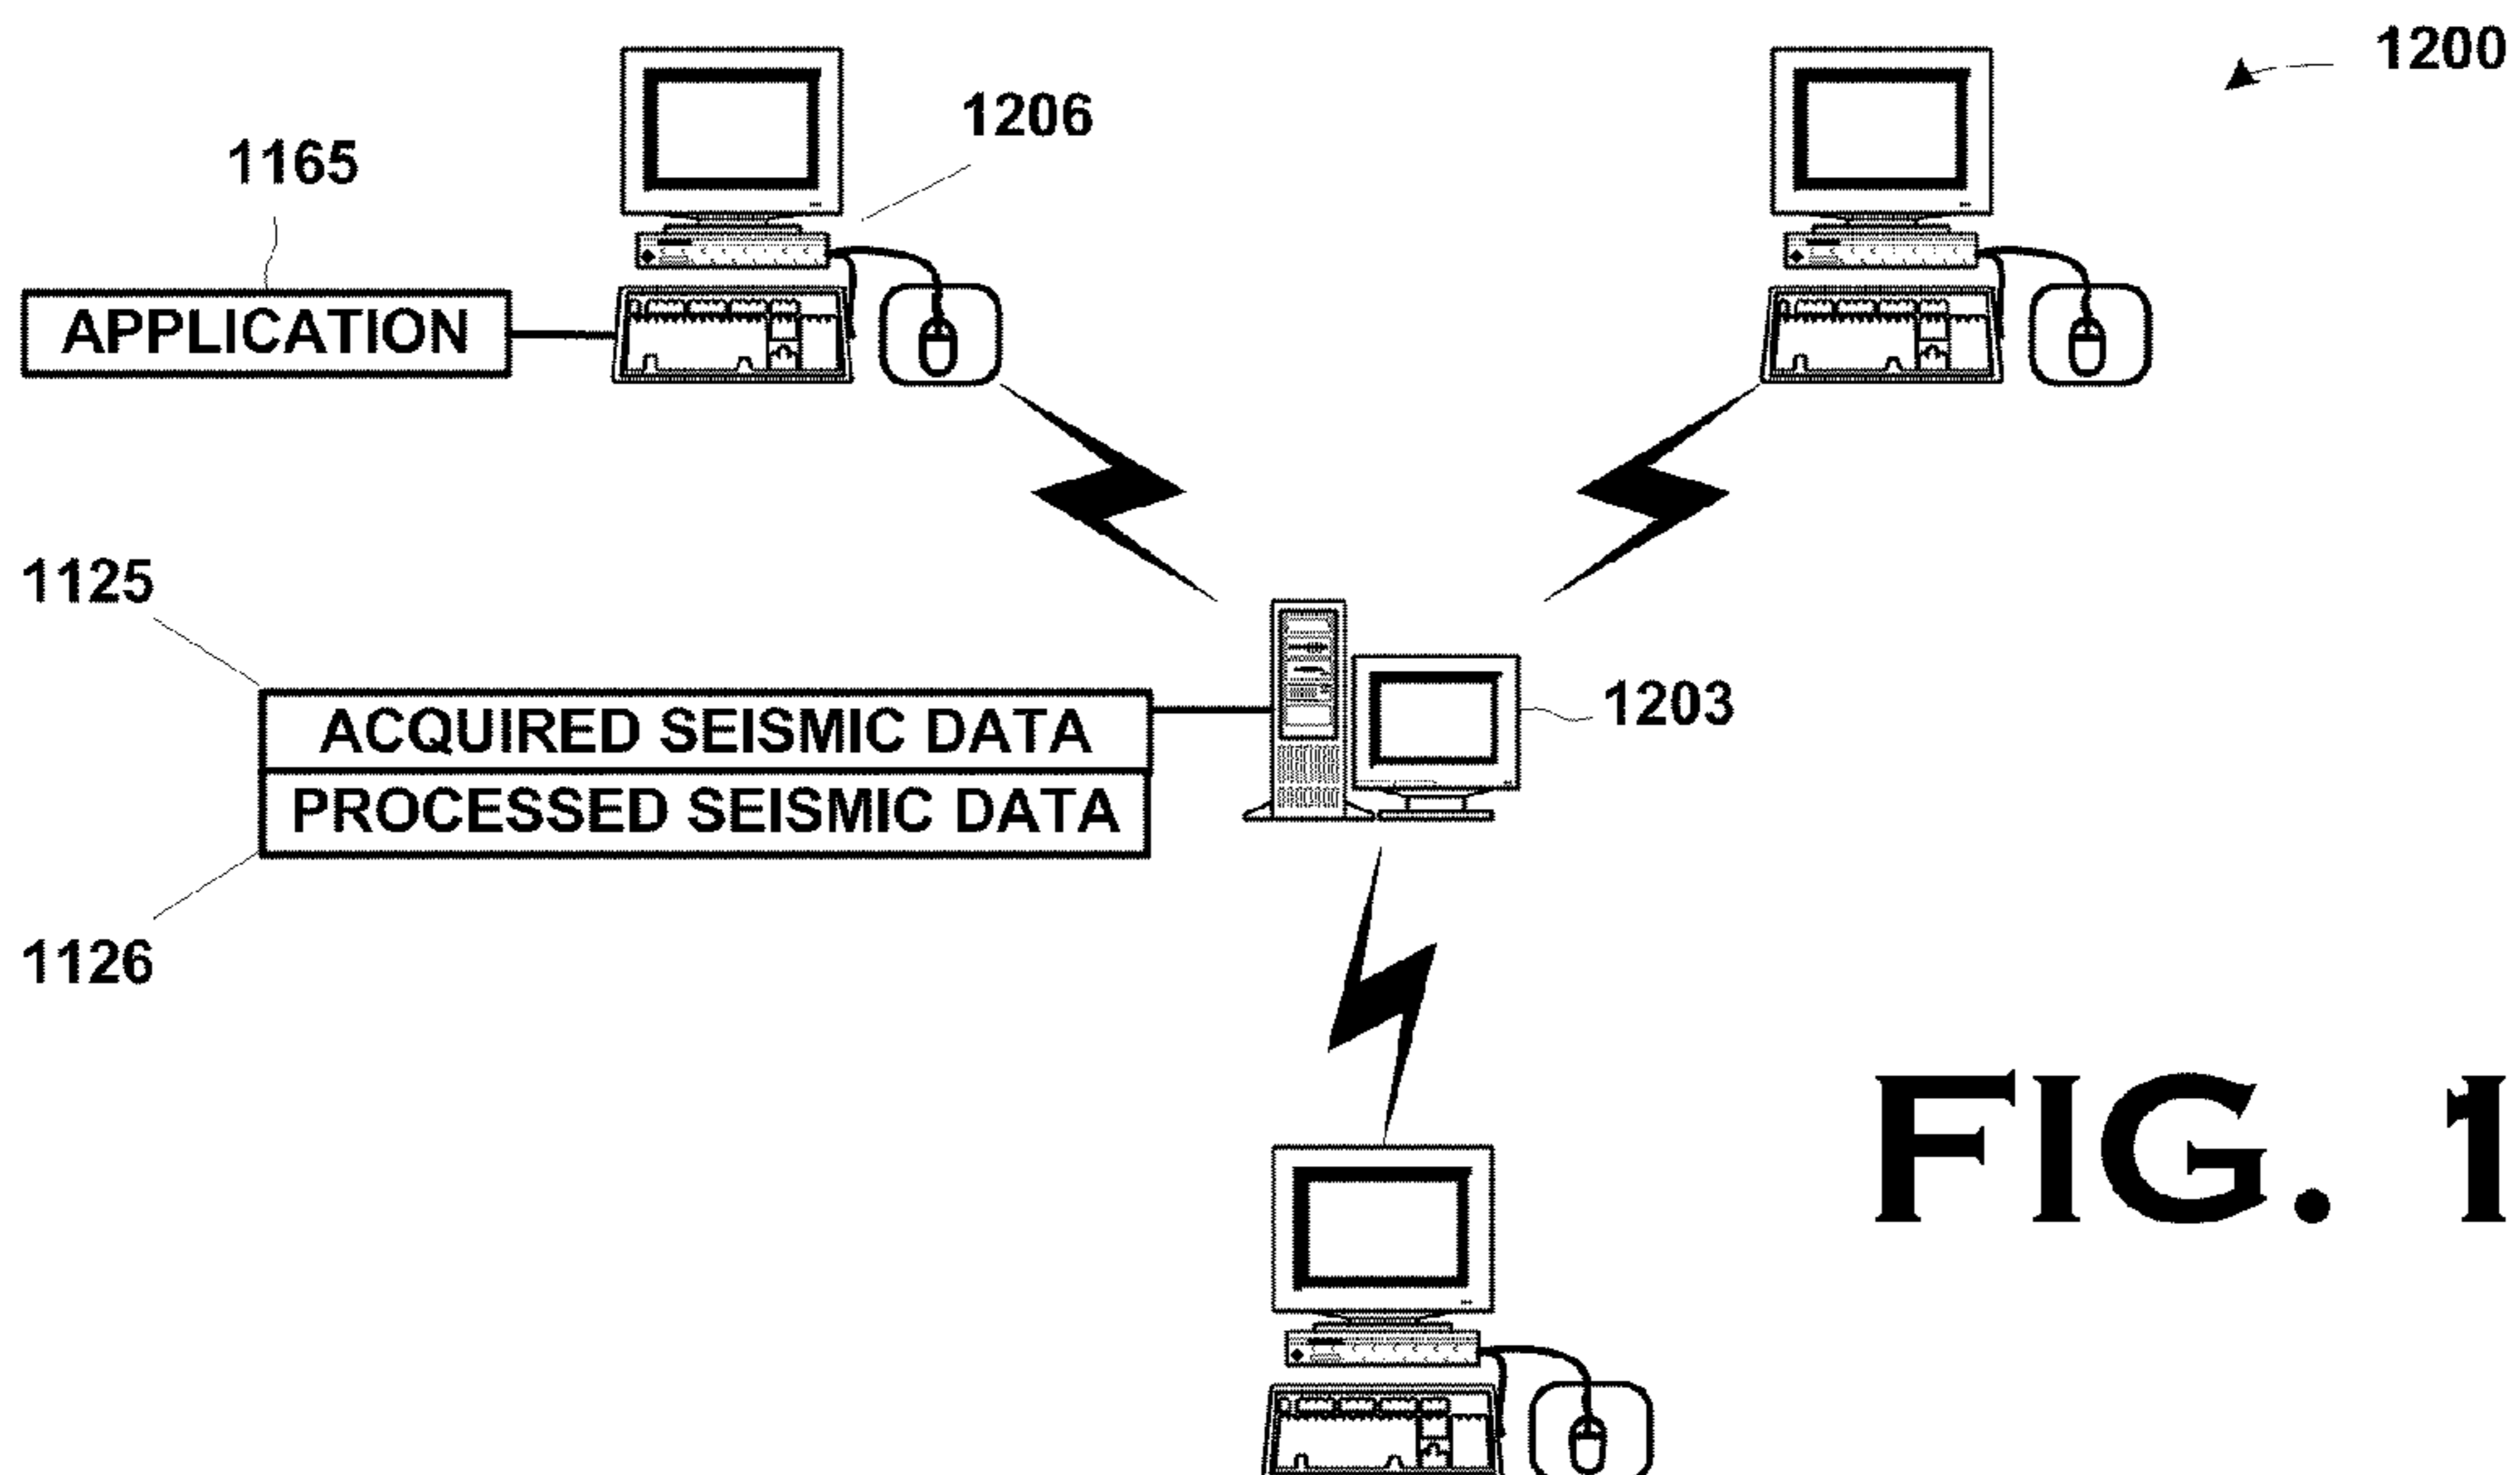 1200
1206
1165
APPLICATION
1125
ACQUIRED SEISMIC DATA
1203
PROCESSED SEISMIC DATA
1126
FIG. 1